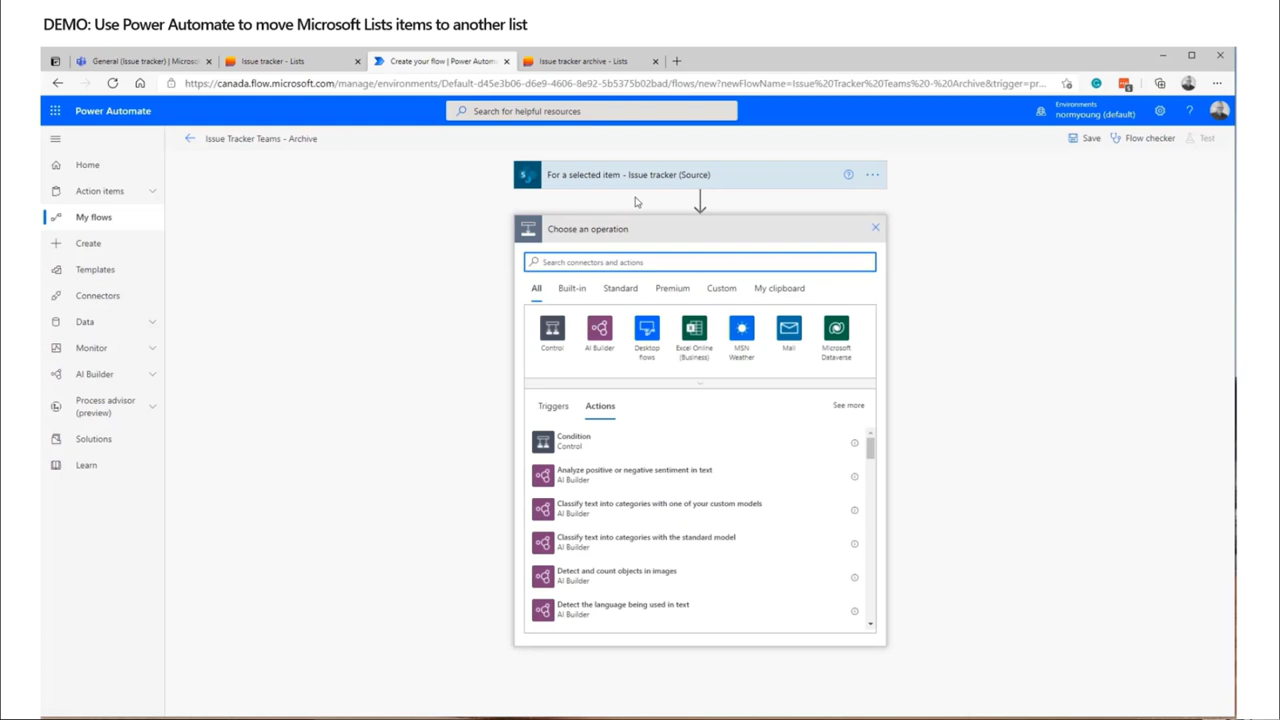 DEMO: Use Power Automate to move Microsoft Lists items to another list
General (Issue tracker) | Microso
Issue tracker - Lists
Create your flow | Power Autom
Issue tracker archive - Lists
https://canada.flow.microsoft.com/manage/environments/Default-d45e3b06-d6e9-4606-8e92-5b5375b02bad/flows/new?newFlowName=Issue%20Tracker%20Teams%20-%20Archive&trigger=pr...
Power Automate
Search for helpful resources
Environments
normyoung (default)
?
Issue Tracker Teams - Archive
Save
Flow checker
Test
Home
Action items
My flows
Create
Templates
Connectors
Data
Monitor
AI Builder
Process advisor
(preview)
Solutions
Learn
For a selected item - Issue tracker (Source)
Choose an operation
Search connectors and actions
All
Built-in
Standard
Premium
Custom
My clipboard
Control
AI Builder
Desktop
flows
Excel Online
(Business)
MSN
Weather
Mail
Microsoft
Dataverse
Triggers
Actions
See more
Condition
Control
Analyze positive or negative sentiment in text
AI Builder
Classify text into categories with one of your custom models
AI Builder
Classify text into categories with the standard model
AI Builder
Detect and count objects in images
AI Builder
Detect the language being used in text
AI Builder